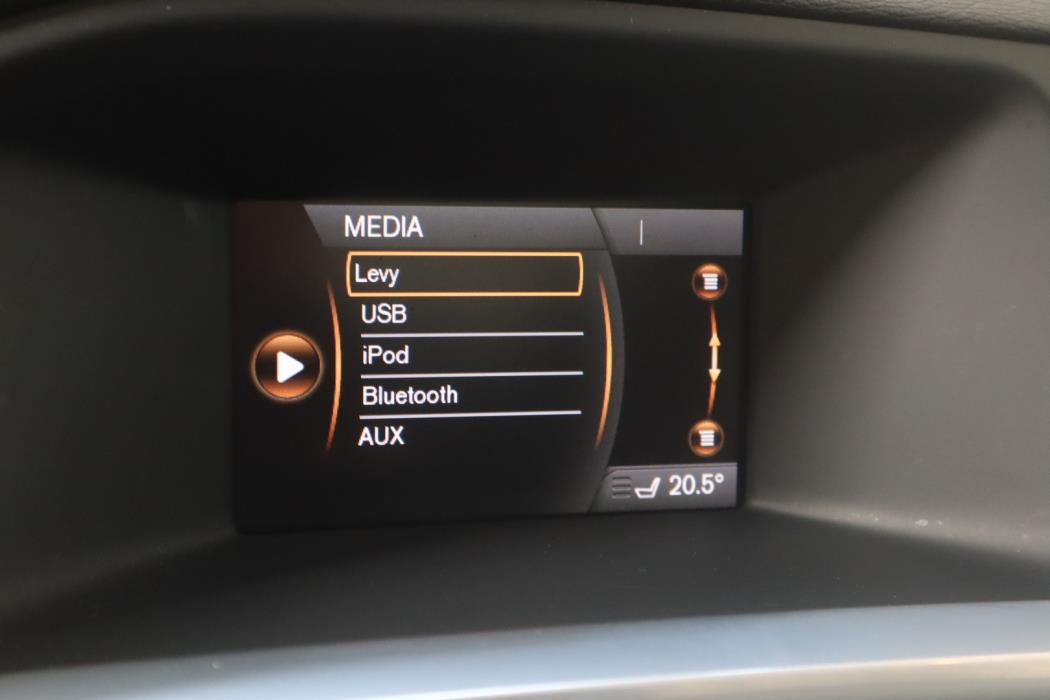 MEDIA
Levy
USB
iPod
Bluetooth
AUX
20.5°